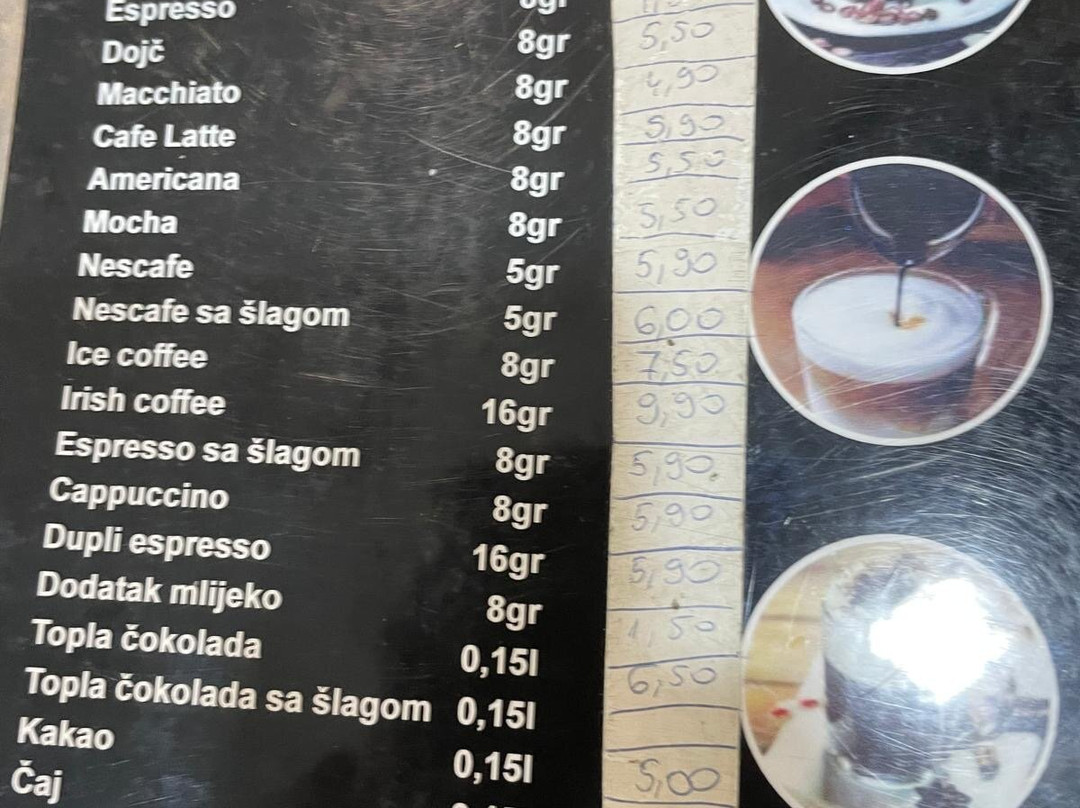 Espresso
Dojč 8gr 5,50
Macchiato 8gr 4,90
Cafe Latte 8gr 5,90
Americana 8gr 5,50
Mocha 8gr 5,50
Nescafe 5gr 5,90
Nescafe sa šlagom 5gr 6,00
Ice coffee 8gr 7,50
Irish coffee 16gr 9,90
Espresso sa šlagom 8gr 5,90
Cappuccino 8gr 5,90
Dupli espresso 16gr 5,90
Dodatak mlijeko 8gr 1,50
Topla čokolada 0,15l 6,50
Topla čokolada sa šlagom 0,15l
Kakao 0,15l 5,00
Čaj